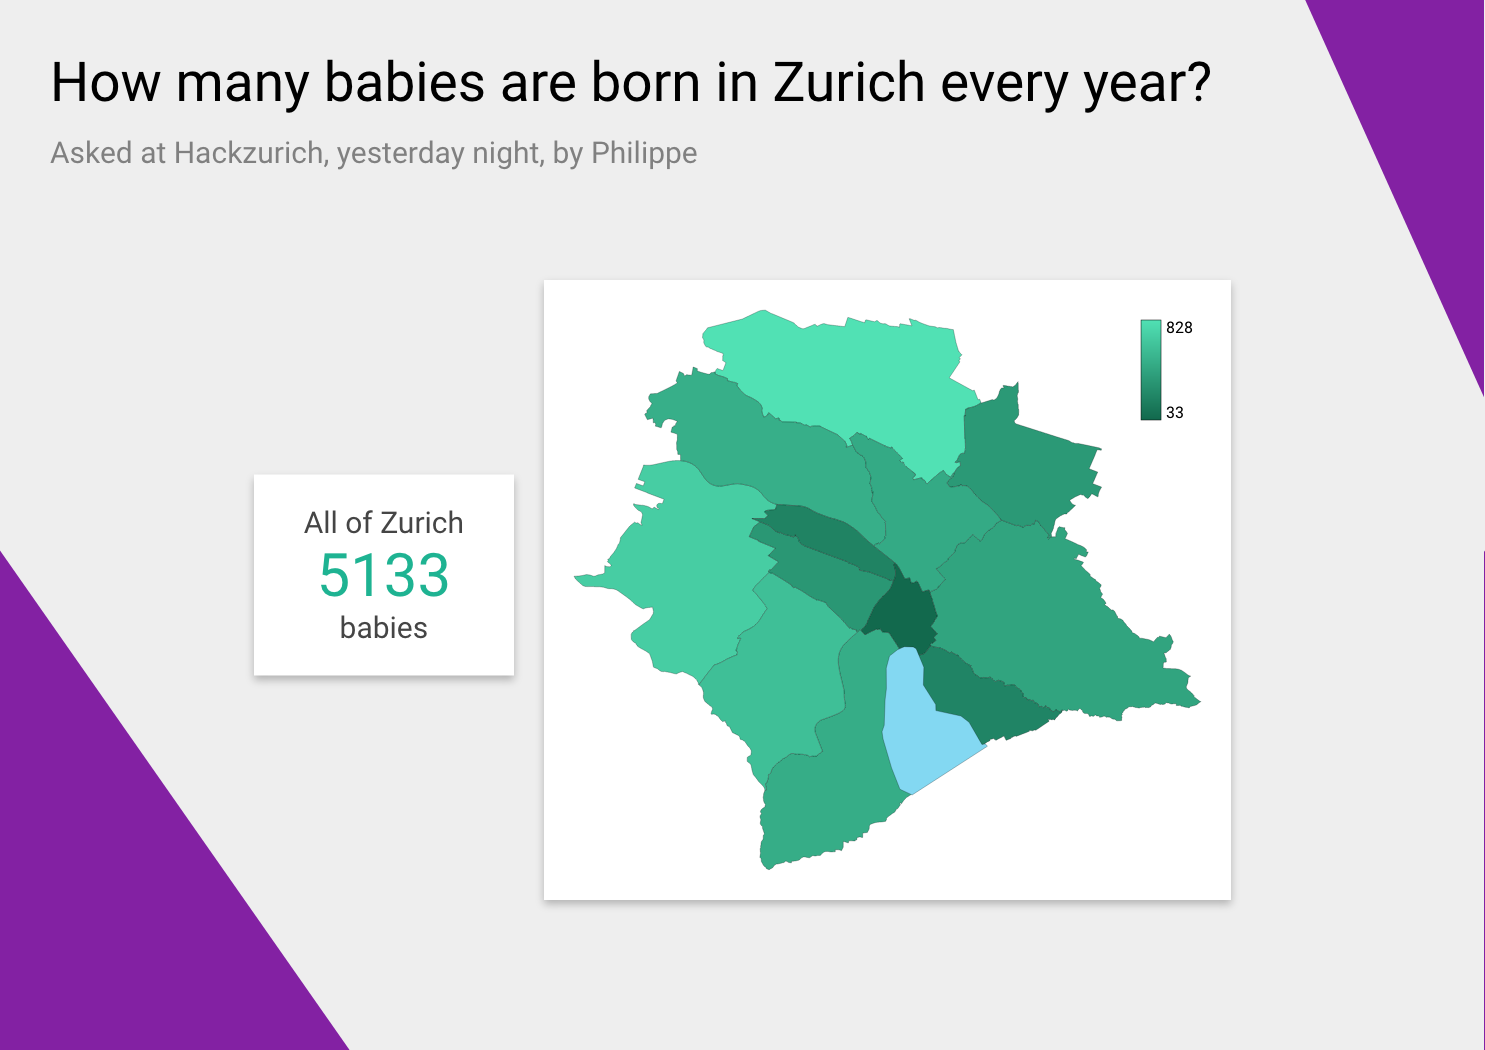 How many babies are born in Zurich every year?
Asked at Hackzurich, yesterday night, by Philippe
828
33
All of Zurich
5133
babies